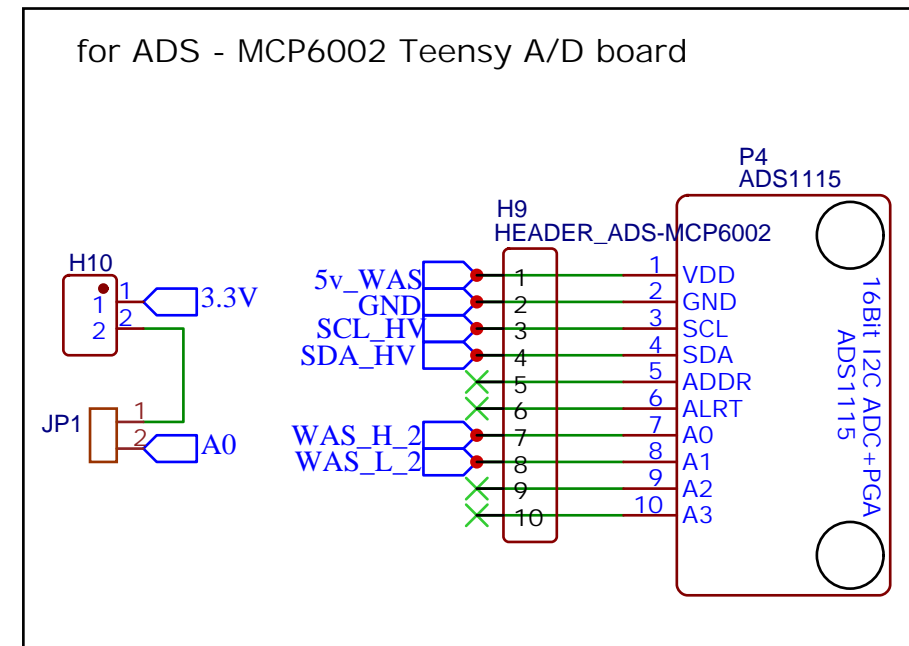 for ADS - MCP6002 Teensy A/D board
P4
ADS1115
H9
HEADER_ADS-MCP6002
H10
1 1 3.3V
2 2
JP1
1
2 A0
5v_WAS 1 1 VDD
GND 2 2 GND
SCL_HV 3 3 SCL
SDA_HV 4 4 SDA
5 5 ADDR
6 6 ALRT
WAS_H_2 7 7 A0
WAS_L_2 8 8 A1
9 9 A2
10 10 A3
16Bit I2C ADC+PGA
ADS1115